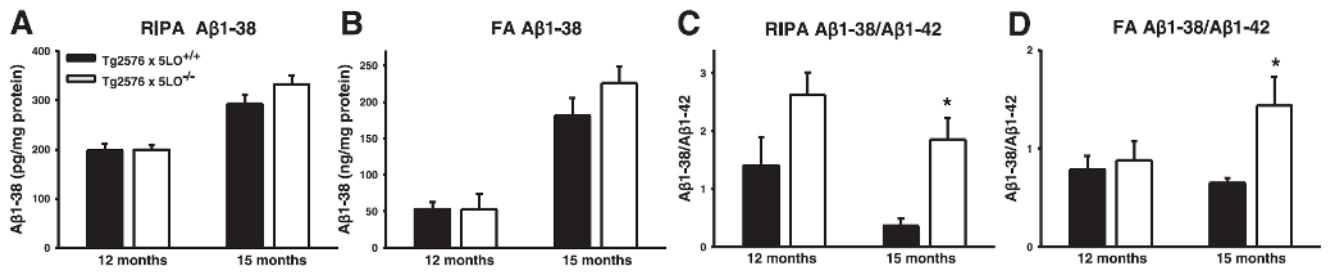 A
RIPA Aβ1-38
Aβ1-38 (pg/mg protein)
400
300
200
100
0
Tg2576 x 5LO+/+
Tg2576 x 5LO-/-
12 months
15 months
B
FA Aβ1-38
Aβ1-38 (ng/mg protein)
250
200
150
100
50
0
12 months
15 months
C
RIPA Aβ1-38/Aβ1-42
Aβ1-38/Aβ1-42
3
2
1
0
*
12 months
15 months
D
FA Aβ1-38/Aβ1-42
Aβ1-38/Aβ1-42
2
1
0
*
12 months
15 months